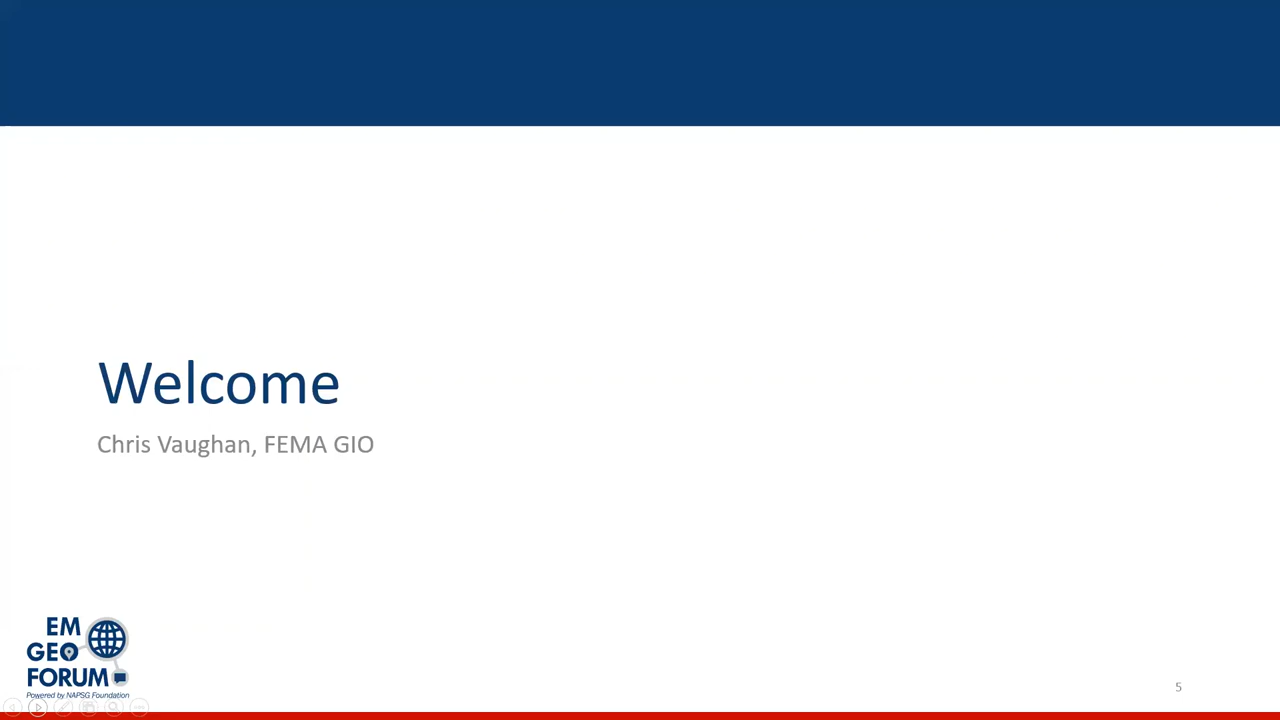 Welcome
Chris Vaughan, FEMA GIO
EM
GEO
FORUM
Powered by NAPSG Foundation
5